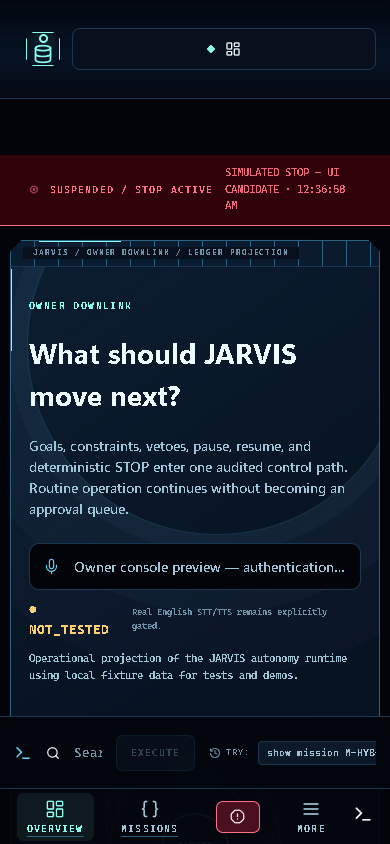 SUSPENDED / STOP ACTIVE
SIMULATED STOP — UI
CANDIDATE · 12:36:58
AM
JARVIS / OWNER DOWNLINK / LEDGER PROJECTION
OWNER DOWNLINK
What should JARVIS
move next?
Goals, constraints, vetoes, pause, resume, and
deterministic STOP enter one audited control path.
Routine operation continues without becoming an
approval queue.
Owner console preview — authentication...
NOT_TESTED
Real English STT/TTS remains explicitly
gated.
Operational projection of the JARVIS autonomy runtime
using local fixture data for tests and demos.
Sear
EXECUTE
TRY:
show mission M-HYB
OVERVIEW
MISSIONS
MORE